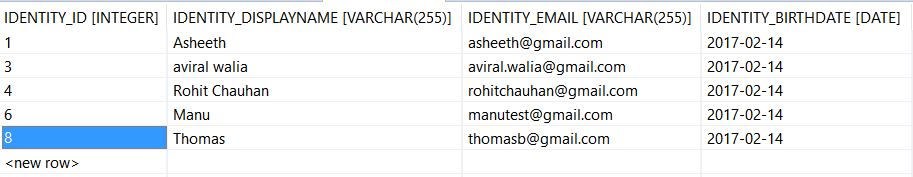 IDENTITY_ID [INTEGER] IDENTITY_DISPLAYNAME [VARCHAR(255)] IDENTITY_EMAIL [VARCHAR(255)] IDENTITY_BIRTHDATE [DATE]
1 Asheeth asheeth@gmail.com 2017-02-14
3 aviral walia aviral.walia@gmail.com 2017-02-14
4 Rohit Chauhan rohitchauhan@gmail.com 2017-02-14
6 Manu manutest@gmail.com 2017-02-14
8 Thomas thomasb@gmail.com 2017-02-14
<new row>